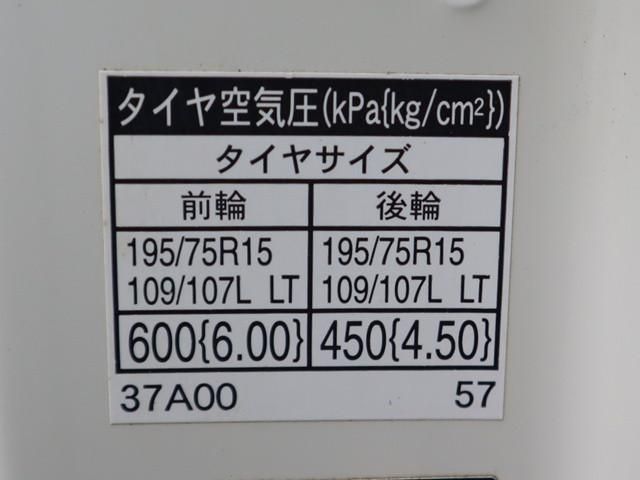 タイヤ空気圧(kPa{kg/cm²})
タイヤサイズ
前輪 後輪
195/75R15 195/75R15
109/107L LT 109/107L LT
600{6.00} 450{4.50}
37A00 57